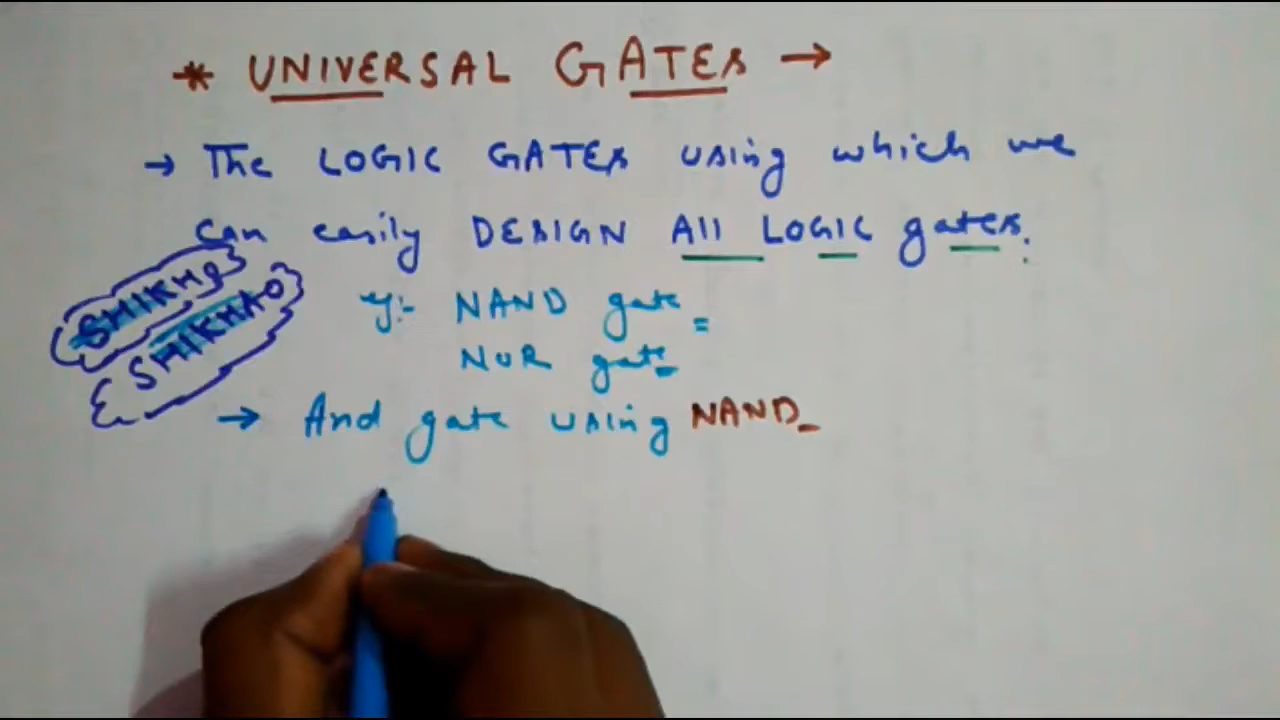 * UNIVERSAL GATES →
→ The LOGIC GATES using which we
can easily DESIGN All LOGIC gates.
SHIKHO
& SHIKHAO
eg:- NAND gate
NOR gate
→ And gate using NAND